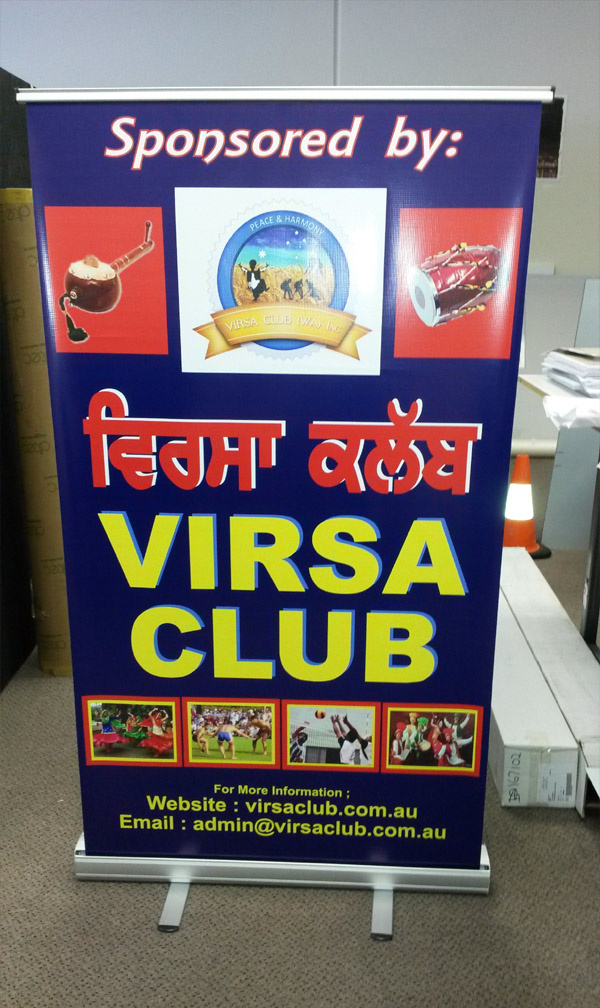 Sponsored by:
PEACE & HARMONY
VIRSA CLUB (WA) Inc
ਵਿਰਸਾ ਕਲੱਬ
VIRSA
CLUB
For More Information ;
Website : virsaclub.com.au
Email : admin@virsaclub.com.au